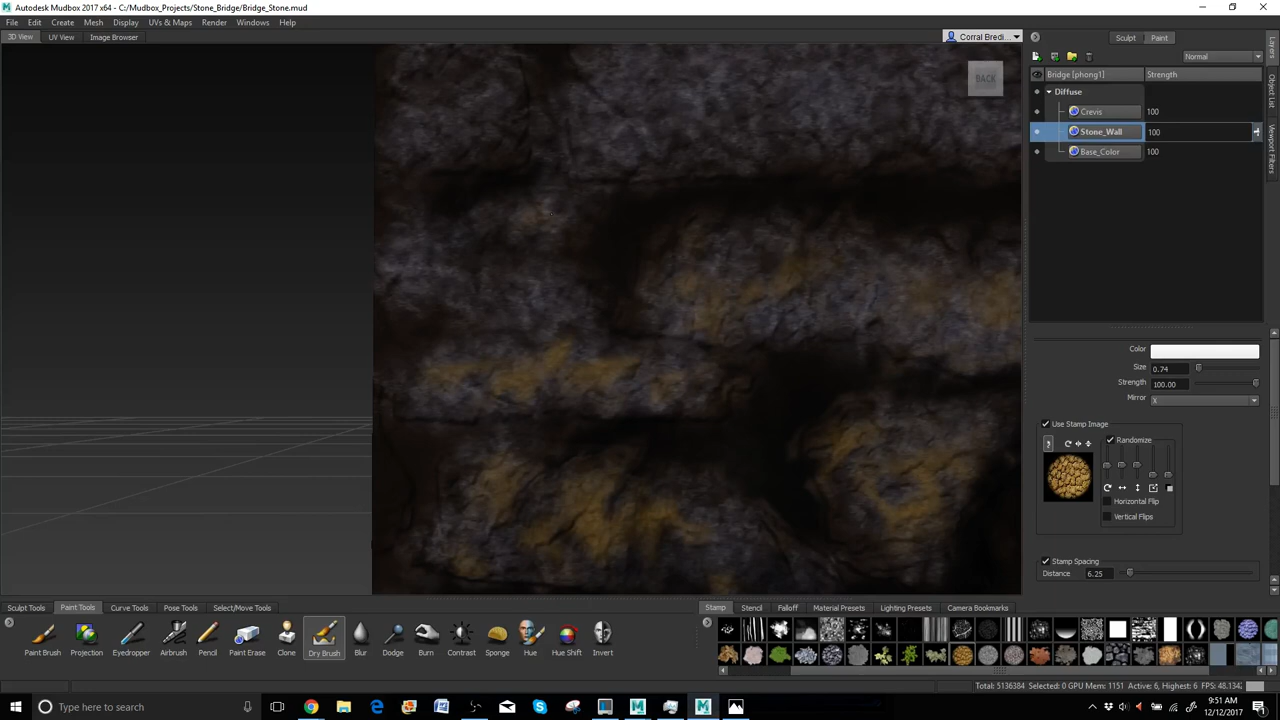 Autodesk Mudbox 2017 x64 - C:/Mudbox_Projects/Stone_Bridge/Bridge_Stone.mud
File Edit Create Mesh Display UVs & Maps Render Windows Help
3D View UV View Image Browser
Corral Bredi...
Sculpt Paint
Normal
Bridge [phong1] Strength
Diffuse
Crevis 100
Stone_Wall 100
Base_Color 100
Layers
Object List
Viewport Filters
BACK
Color
Size 0.74
Strength 100.00
Mirror X
Use Stamp Image
Randomize
Horizontal Flip
Vertical Flips
Stamp Spacing
Distance 6.25
Sculpt Tools Paint Tools Curve Tools Pose Tools Select/Move Tools
Stamp Stencil Falloff Material Presets Lighting Presets Camera Bookmarks
Paint Brush Projection Eyedropper Airbrush Pencil Paint Erase Clone Dry Brush Blur Dodge Burn Contrast Sponge Hue Hue Shift Invert
Total: 5136384 Selected: 0 GPU Mem: 1151 Active: 6, Highest: 6 FPS: 48.134
Type here to search
9:51 AM
12/12/2017